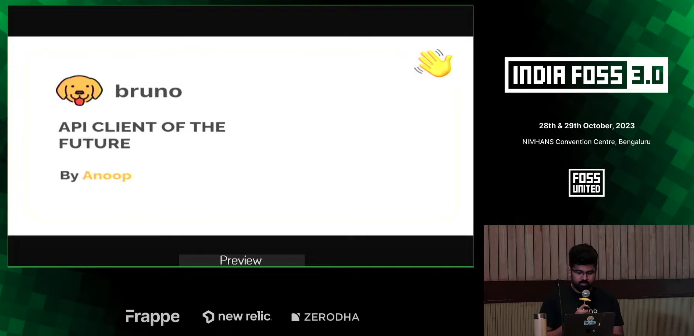 bruno
API CLIENT OF THE
FUTURE
By Anoop
Preview
INDIA FOSS 3.0
28th & 29th October, 2023
NIMHANS Convention Centre, Bengaluru
FOSS
UNITED
Frappe
new relic
ZERODHA